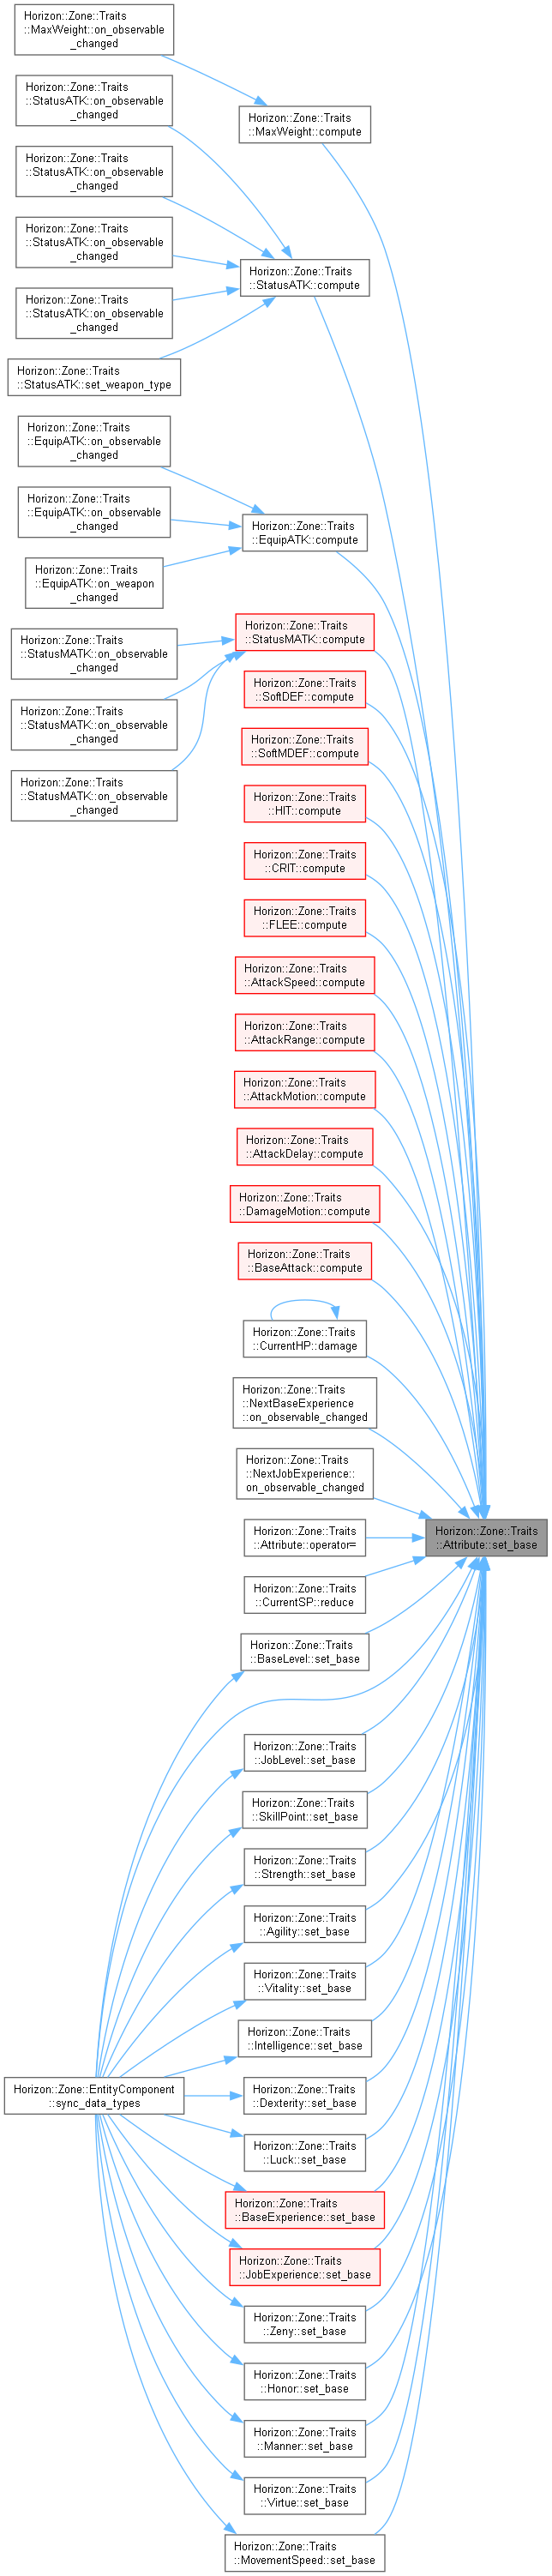 Horizon::Zone::Traits
::MaxWeight::on_observable
_changed
Horizon::Zone::Traits
::StatusATK::on_observable
_changed
Horizon::Zone::Traits
::MaxWeight::compute
Horizon::Zone::Traits
::StatusATK::on_observable
_changed
Horizon::Zone::Traits
::StatusATK::on_observable
_changed
Horizon::Zone::Traits
::StatusATK::compute
Horizon::Zone::Traits
::StatusATK::on_observable
_changed
Horizon::Zone::Traits
::StatusATK::set_weapon_type
Horizon::Zone::Traits
::EquipATK::on_observable
_changed
Horizon::Zone::Traits
::EquipATK::on_observable
_changed
Horizon::Zone::Traits
::EquipATK::compute
Horizon::Zone::Traits
::EquipATK::on_weapon
_changed
Horizon::Zone::Traits
::StatusMATK::compute
Horizon::Zone::Traits
::StatusMATK::on_observable
_changed
Horizon::Zone::Traits
::SoftDEF::compute
Horizon::Zone::Traits
::StatusMATK::on_observable
_changed
Horizon::Zone::Traits
::SoftMDEF::compute
Horizon::Zone::Traits
::StatusMATK::on_observable
_changed
Horizon::Zone::Traits
::HIT::compute
Horizon::Zone::Traits
::CRIT::compute
Horizon::Zone::Traits
::FLEE::compute
Horizon::Zone::Traits
::AttackSpeed::compute
Horizon::Zone::Traits
::AttackRange::compute
Horizon::Zone::Traits
::AttackMotion::compute
Horizon::Zone::Traits
::AttackDelay::compute
Horizon::Zone::Traits
::DamageMotion::compute
Horizon::Zone::Traits
::BaseAttack::compute
Horizon::Zone::Traits
::CurrentHP::damage
Horizon::Zone::Traits
::NextBaseExperience
::on_observable_changed
Horizon::Zone::Traits
::NextJobExperience::
on_observable_changed
Horizon::Zone::Traits
::Attribute::set_base
Horizon::Zone::Traits
::Attribute::operator=
Horizon::Zone::Traits
::CurrentSP::reduce
Horizon::Zone::Traits
::BaseLevel::set_base
Horizon::Zone::Traits
::JobLevel::set_base
Horizon::Zone::Traits
::SkillPoint::set_base
Horizon::Zone::Traits
::Strength::set_base
Horizon::Zone::Traits
::Agility::set_base
Horizon::Zone::Traits
::Vitality::set_base
Horizon::Zone::Traits
::Intelligence::set_base
Horizon::Zone::EntityComponent
::sync_data_types
Horizon::Zone::Traits
::Dexterity::set_base
Horizon::Zone::Traits
::Luck::set_base
Horizon::Zone::Traits
::BaseExperience::set_base
Horizon::Zone::Traits
::JobExperience::set_base
Horizon::Zone::Traits
::Zeny::set_base
Horizon::Zone::Traits
::Honor::set_base
Horizon::Zone::Traits
::Manner::set_base
Horizon::Zone::Traits
::Virtue::set_base
Horizon::Zone::Traits
::MovementSpeed::set_base